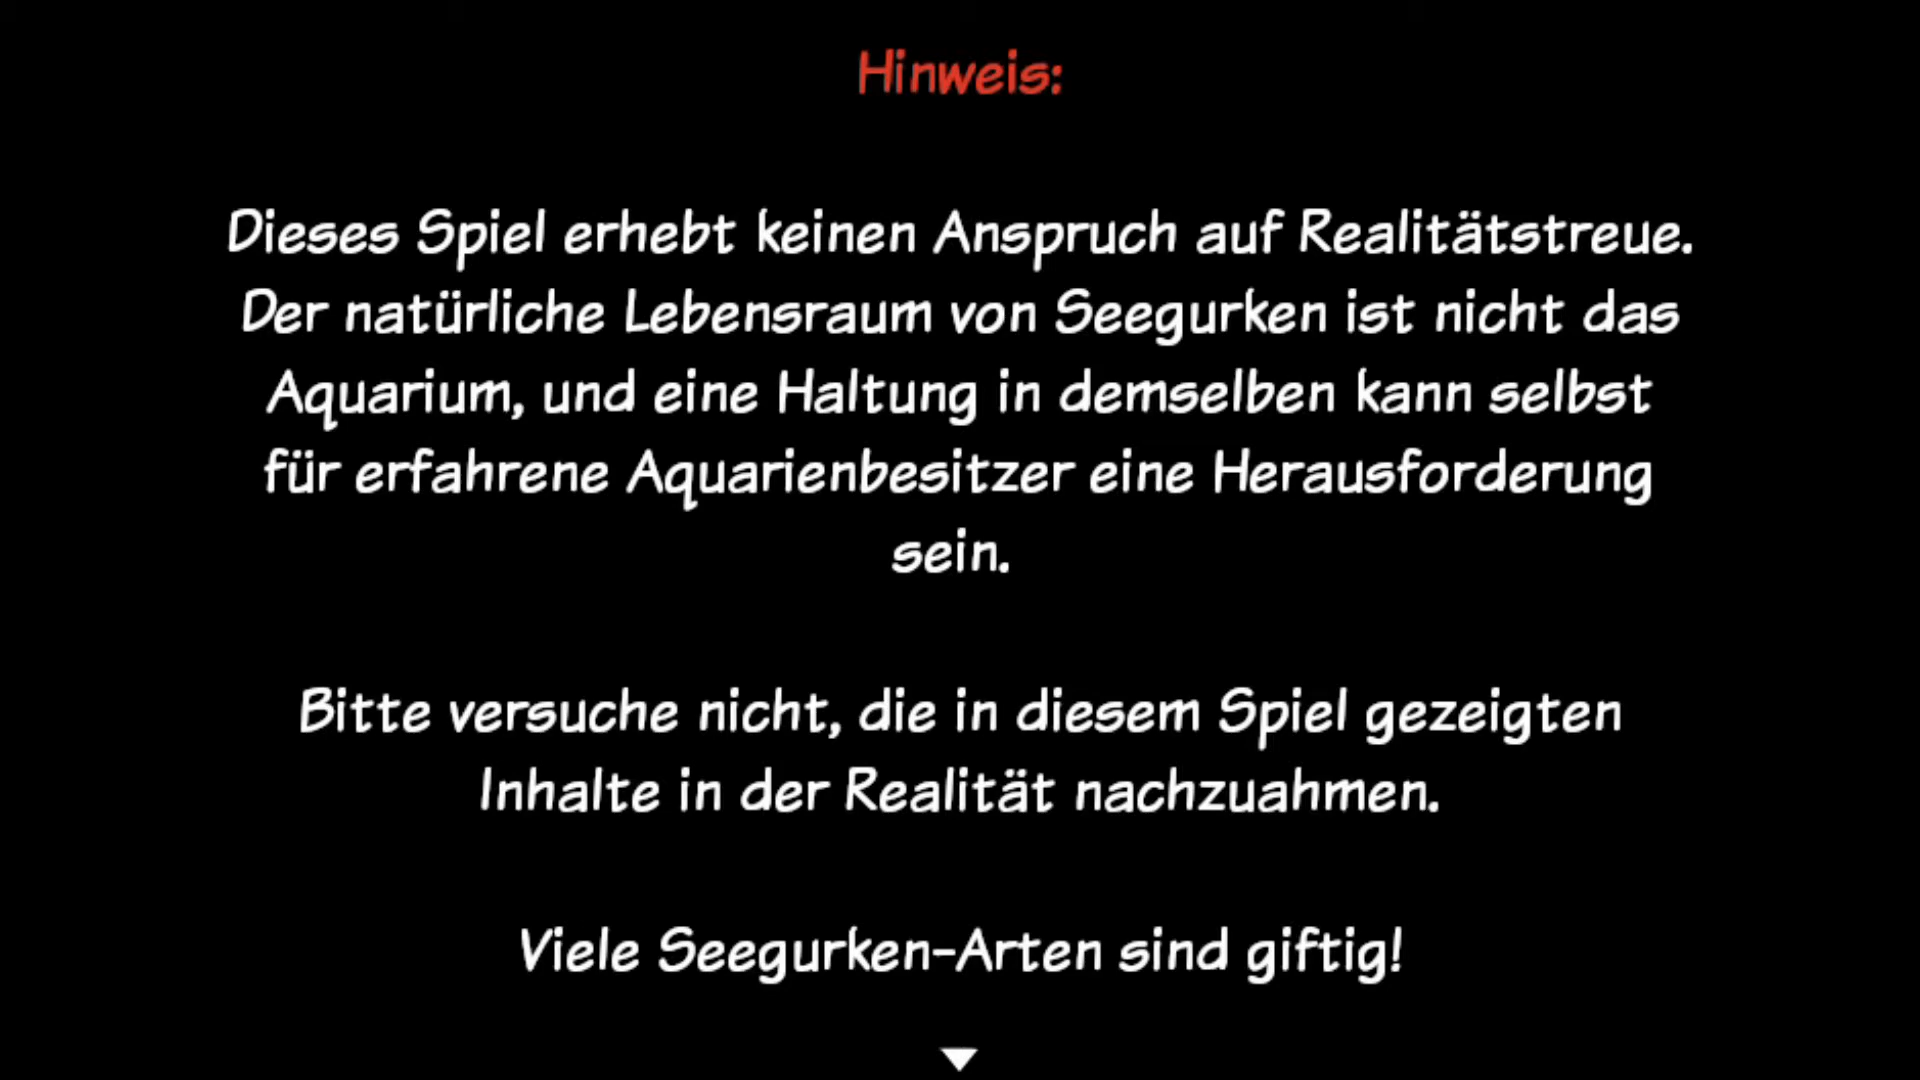 Hinweis:
Dieses Spiel erhebt keinen Anspruch auf Realitätstreue.
Der natürliche Lebensraum von Seegurken ist nicht das
Aquarium, und eine Haltung in demselben kann selbst
für erfahrene Aquarienbesitzer eine Herausforderung
sein.
Bitte versuche nicht, die in diesem Spiel gezeigten
Inhalte in der Realität nachzuahmen.
Viele Seegurken-Arten sind giftig!